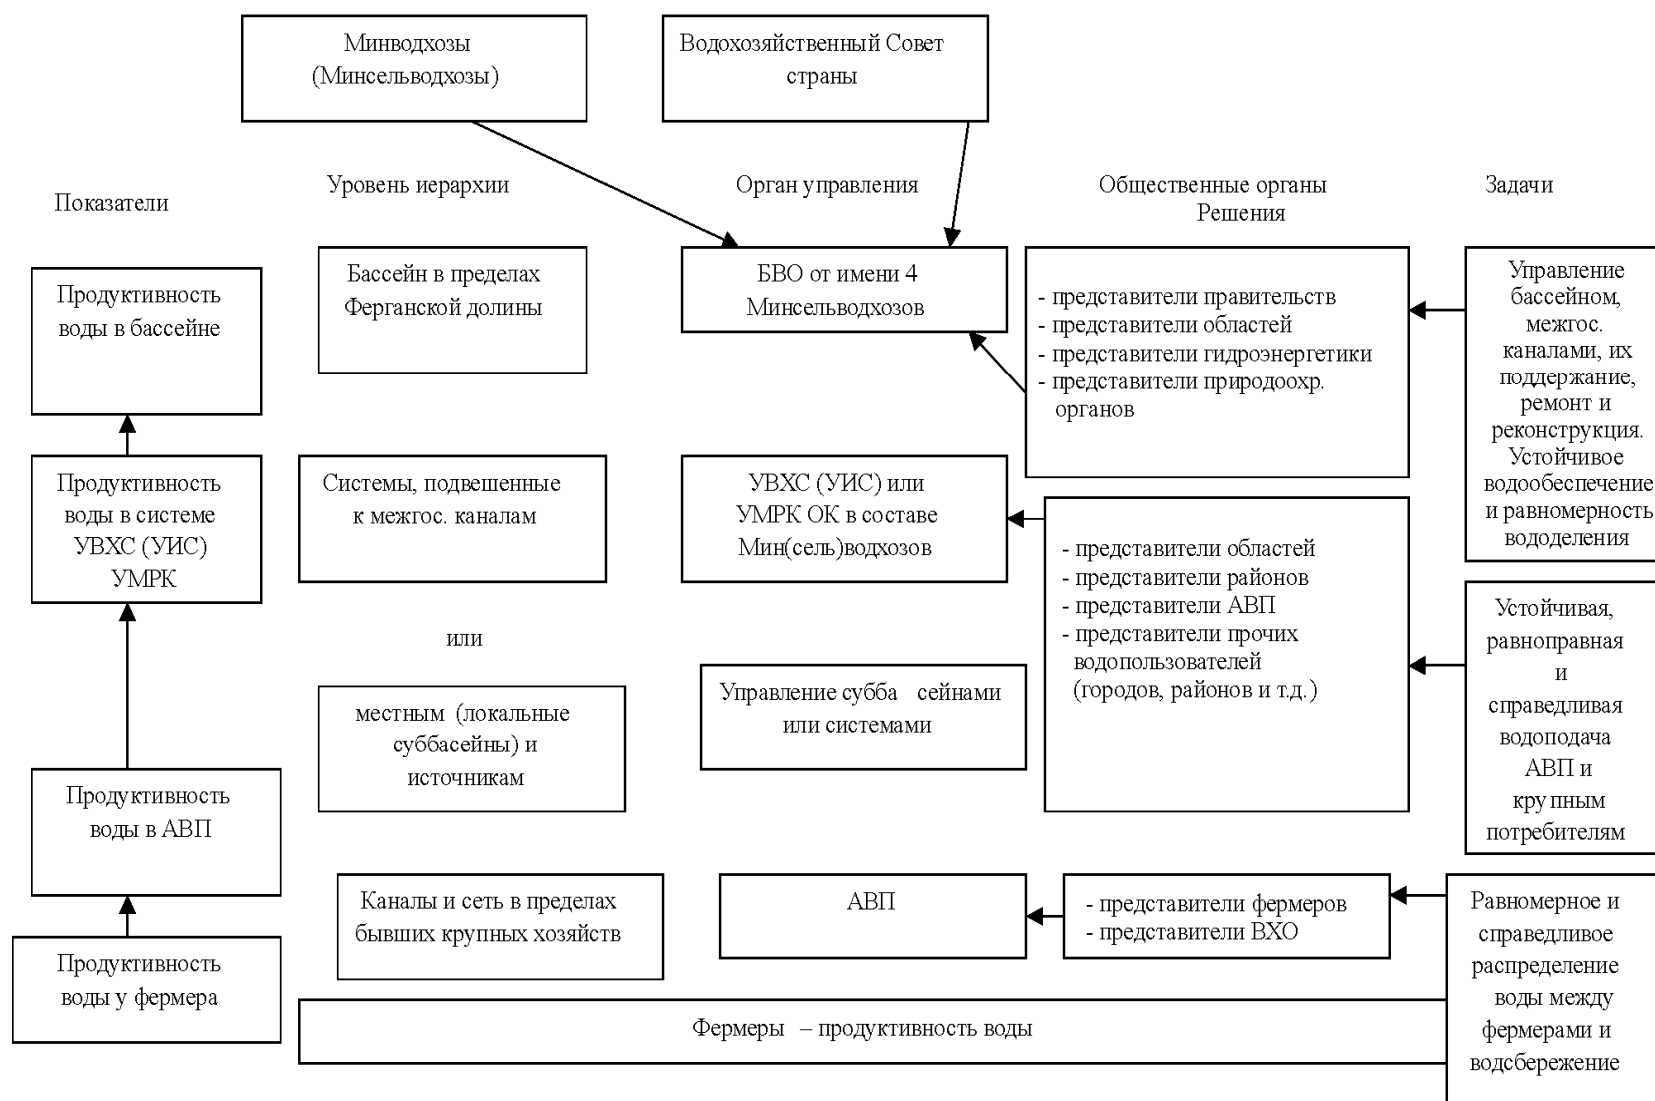 Минводхозы
(Минсельводхозы)
Водохозяйственный Совет
страны
Показатели
Уровень иерархии
Орган управления
Общественные органы
Решения
Задачи
Продуктивность
воды в бассейне
Бассейн в пределах
Ферганской долины
БВО от имени 4
Минсельводхозов
- представители правительств
- представители областей
- представители гидроэнергетики
- представители природоохр.
органов
Управление
бассейном,
межгос.
каналами, их
поддержание,
ремонт и
реконструкция.
Устойчивое
водообеспечение
и равномерность
вододеления
Продуктивность
воды в системе
УВХС (УИС)
УМРК
Системы, подвешенные
к межгос. каналам
УВХС (УИС) или
УМРК ОК в составе
Мин(сель)водхозов
- представители областей
- представители районов
- представители АВП
- представители прочих
водопользователей
(городов, районов и т.д.)
Устойчивая,
равноправная
и
справедливая
водоподача
АВП и
крупным
потребителям
или
местным (локальные
суббасейны) и
источникам
Управление субба сейнами
или системами
Продуктивность
воды в АВП
Каналы и сеть в пределах
бывших крупных хозяйств
АВП
- представители фермеров
- представители ВХО
Равномерное и
справедливое
распределение
воды между
фермерами и
водсбережение
Продуктивность
воды у фермера
Фермеры – продуктивность воды